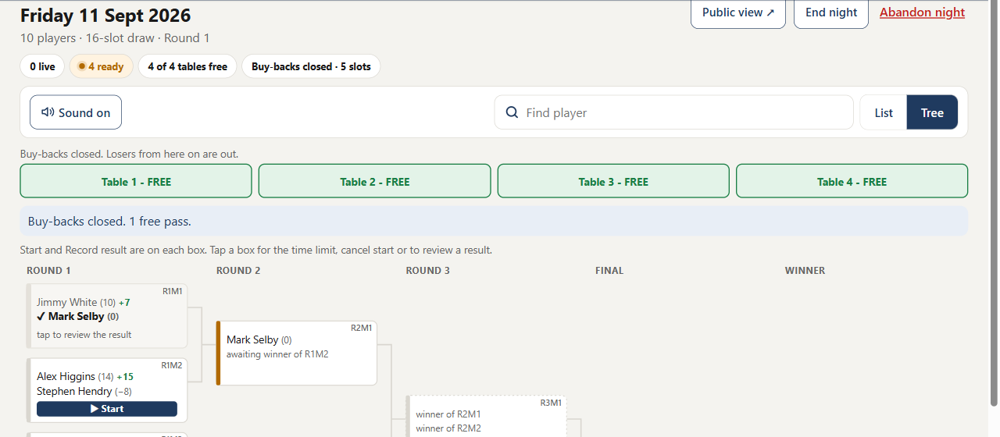 Friday 11 Sept 2026
Public view ↗
End night
Abandon night
10 players · 16-slot draw · Round 1
0 live
4 ready
4 of 4 tables free
Buy-backs closed · 5 slots
Sound on
Find player
List
Tree
Buy-backs closed. Losers from here on are out.
Table 1 - FREE
Table 2 - FREE
Table 3 - FREE
Table 4 - FREE
Buy-backs closed. 1 free pass.
Start and Record result are on each box. Tap a box for the time limit, cancel start or to review a result.
ROUND 1
ROUND 2
ROUND 3
FINAL
WINNER
R1M1
Jimmy White (10) +7
✓ Mark Selby (0)
tap to review the result
R2M1
Mark Selby (0)
awaiting winner of R1M2
R1M2
Alex Higgins (14) +15
Stephen Hendry (−8)
▶ Start
R3M1
winner of R2M1
winner of R2M2